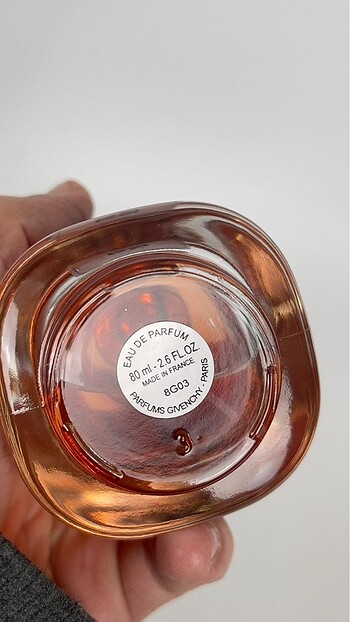 EAU DE PARFUM
80 ml - 2.6 FL.OZ.
MADE IN FRANCE
8G03
PARFUMS GIVENCHY - PARIS
3